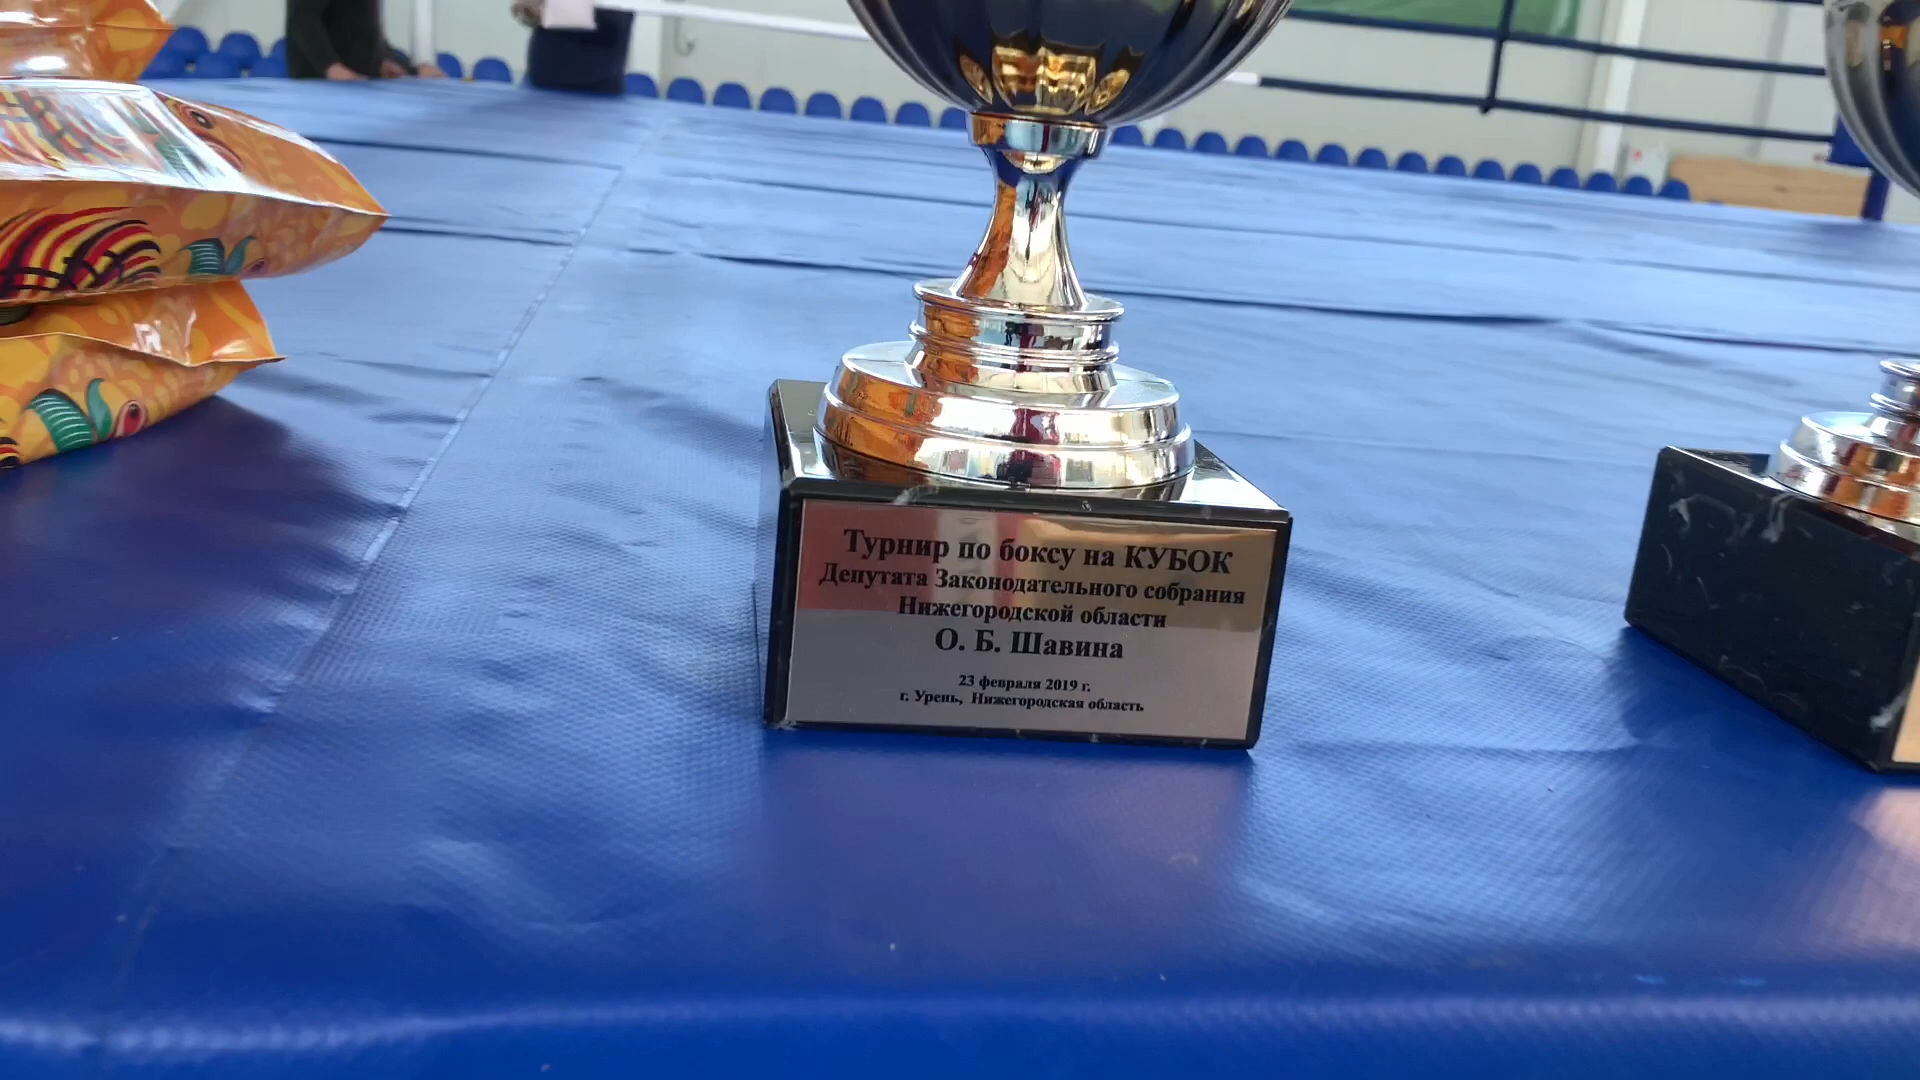 Турнир по боксу на КУБОК
Депутата Законодательного собрания
Нижегородской области
О. Б. Шавина
23 февраля 2019 г.
г. Урень, Нижегородская область